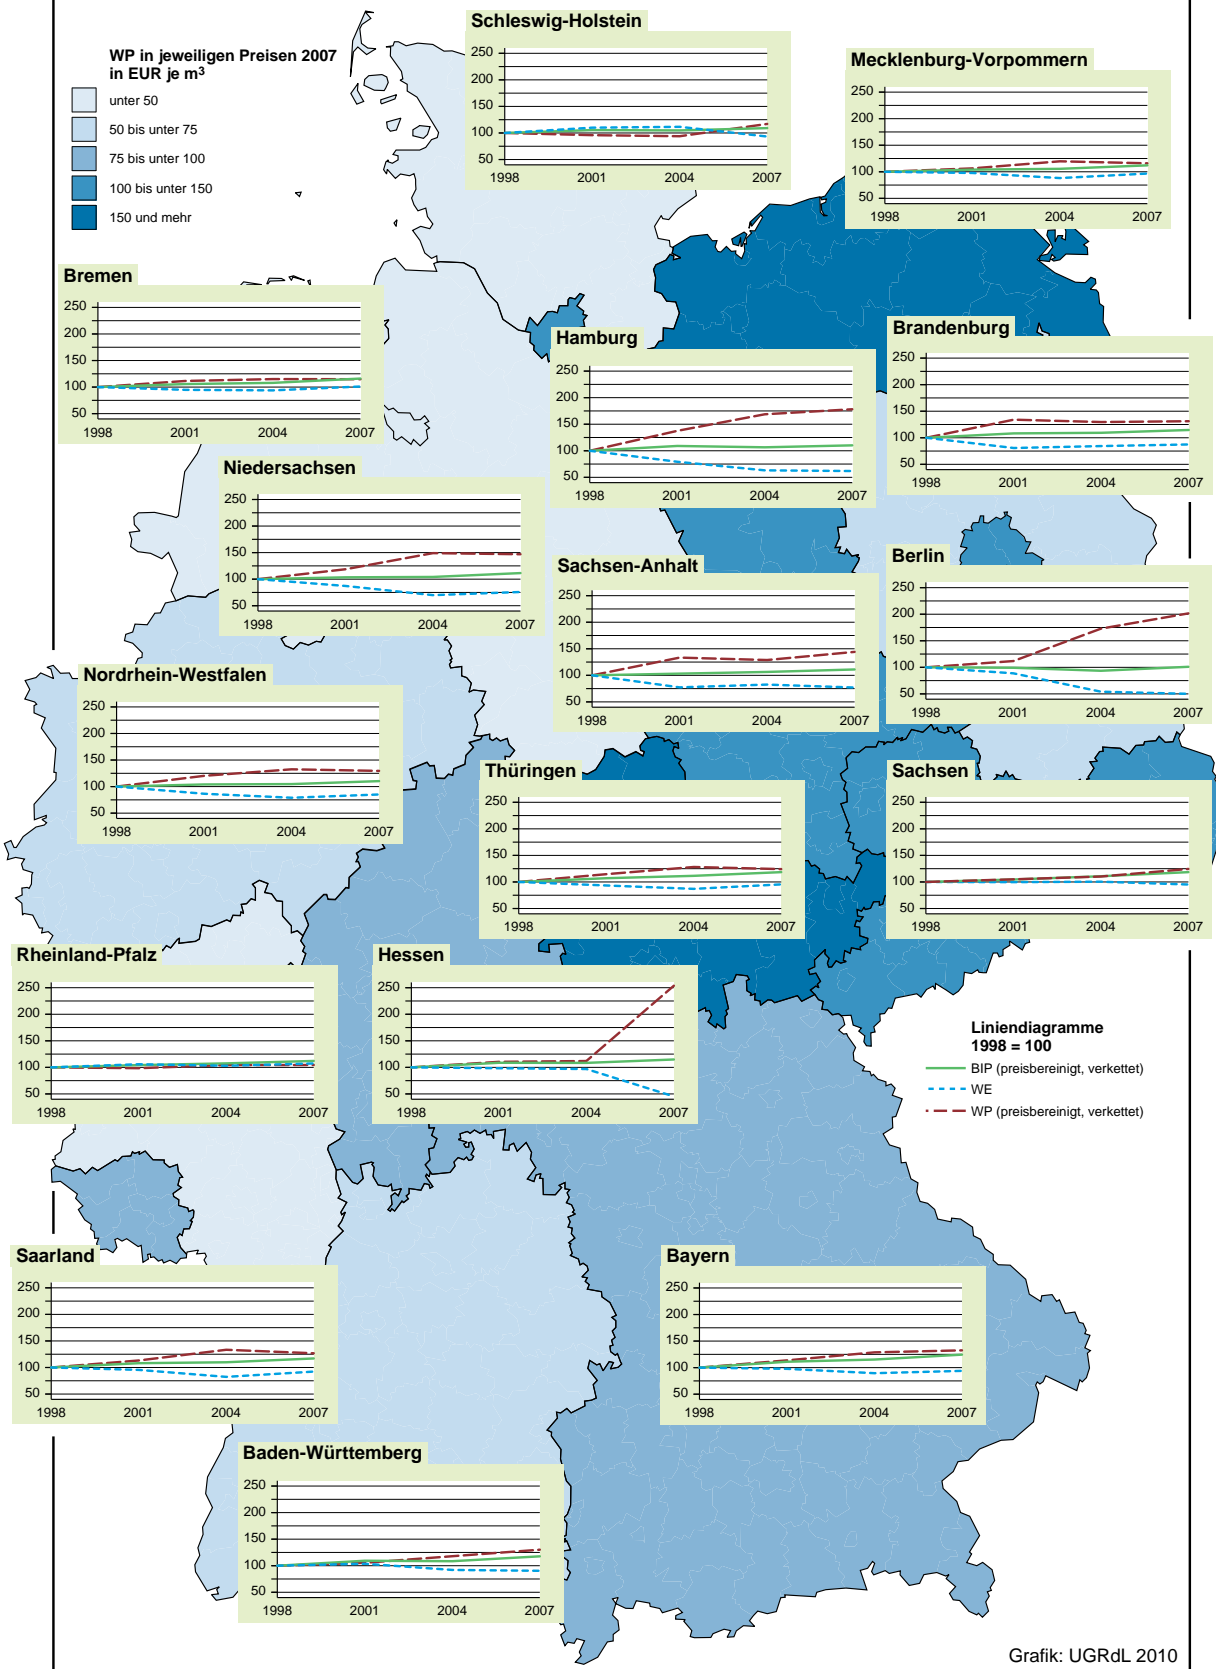 WP in jeweiligen Preisen 2007
in EUR je m³
unter 50
50 bis unter 75
75 bis unter 100
100 bis unter 150
150 und mehr
Schleswig-Holstein
250
200
150
100
50
1998 2001 2004 2007
Mecklenburg-Vorpommern
250
200
150
100
50
1998 2001 2004 2007
Bremen
250
200
150
100
50
1998 2001 2004 2007
Hamburg
250
200
150
100
50
1998 2001 2004 2007
Brandenburg
250
200
150
100
50
1998 2001 2004 2007
Niedersachsen
250
200
150
100
50
1998 2001 2004 2007
Sachsen-Anhalt
250
200
150
100
50
1998 2001 2004 2007
Berlin
250
200
150
100
50
1998 2001 2004 2007
Nordrhein-Westfalen
250
200
150
100
50
1998 2001 2004 2007
Thüringen
250
200
150
100
50
1998 2001 2004 2007
Sachsen
250
200
150
100
50
1998 2001 2004 2007
Rheinland-Pfalz
250
200
150
100
50
1998 2001 2004 2007
Hessen
250
200
150
100
50
1998 2001 2004 2007
Liniendiagramme
1998 = 100
BIP (preisbereinigt, verkettet)
WE
WP (preisbereinigt, verkettet)
Saarland
250
200
150
100
50
1998 2001 2004 2007
Bayern
250
200
150
100
50
1998 2001 2004 2007
Baden-Württemberg
250
200
150
100
50
1998 2001 2004 2007
Grafik: UGRdL 2010